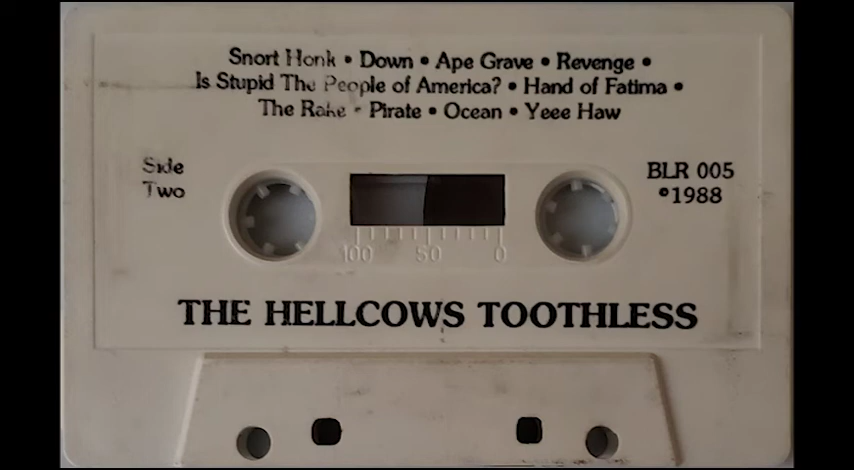 Snort Honk • Down • Ape Grave • Revenge •
Is Stupid The People of America? • Hand of Fatima •
The Rake • Pirate • Ocean • Yeee Haw
Side
Two
BLR 005
©1988
100 50 0
THE HELLCOWS TOOTHLESS